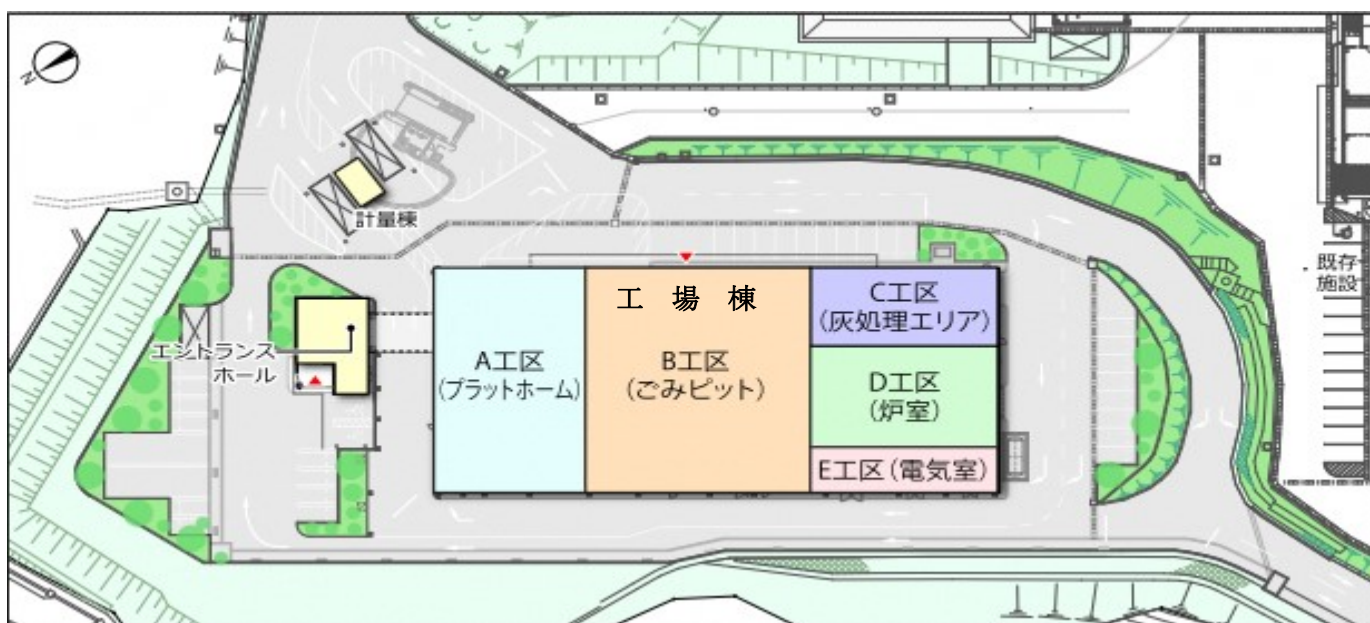 N
計量棟
既存
施設
工 場 棟
C工区
(灰処理エリア)
エントランス
ホール
A工区
(プラットホーム)
B工区
(ごみピット)
D工区
(炉室)
E工区(電気室)